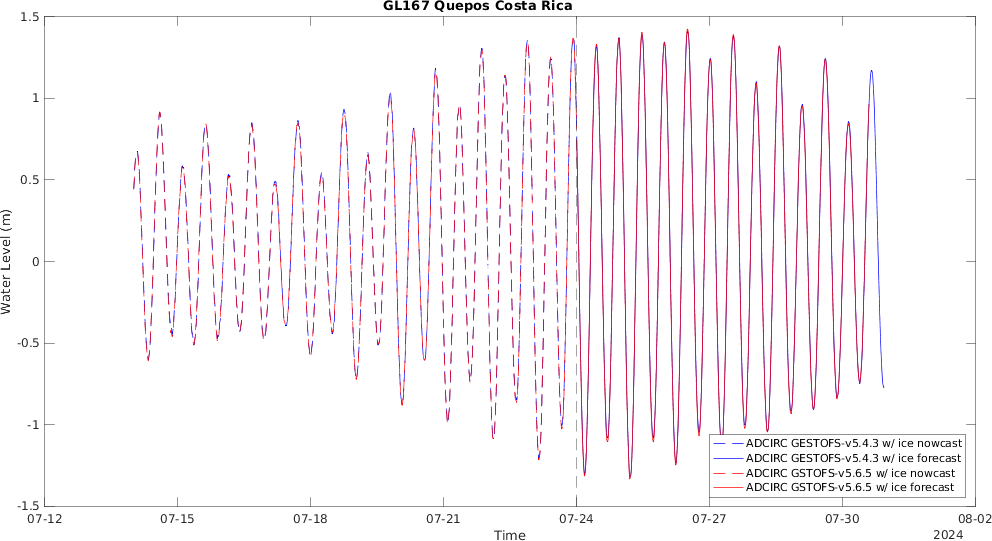 GL167 Quepos Costa Rica
1.5
1
0.5
0
-0.5
-1
-1.5
Water Level (m)
ADCIRC GESTOFS-v5.4.3 w/ ice nowcast
ADCIRC GESTOFS-v5.4.3 w/ ice forecast
ADCIRC GSTOFS-v5.6.5 w/ ice nowcast
ADCIRC GSTOFS-v5.6.5 w/ ice forecast
07-12 07-15 07-18 07-21 07-24 07-27 07-30 08-02
Time
2024